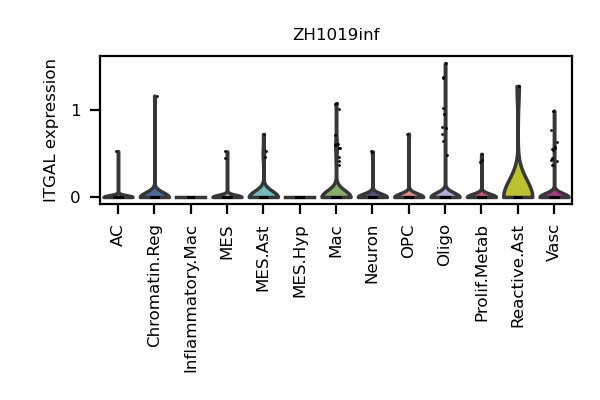 ZH1019inf
ITGAL expression
1
0
AC
Chromatin.Reg
Inflammatory.Mac
MES
MES.Ast
MES.Hyp
Mac
Neuron
OPC
Oligo
Prolif.Metab
Reactive.Ast
Vasc